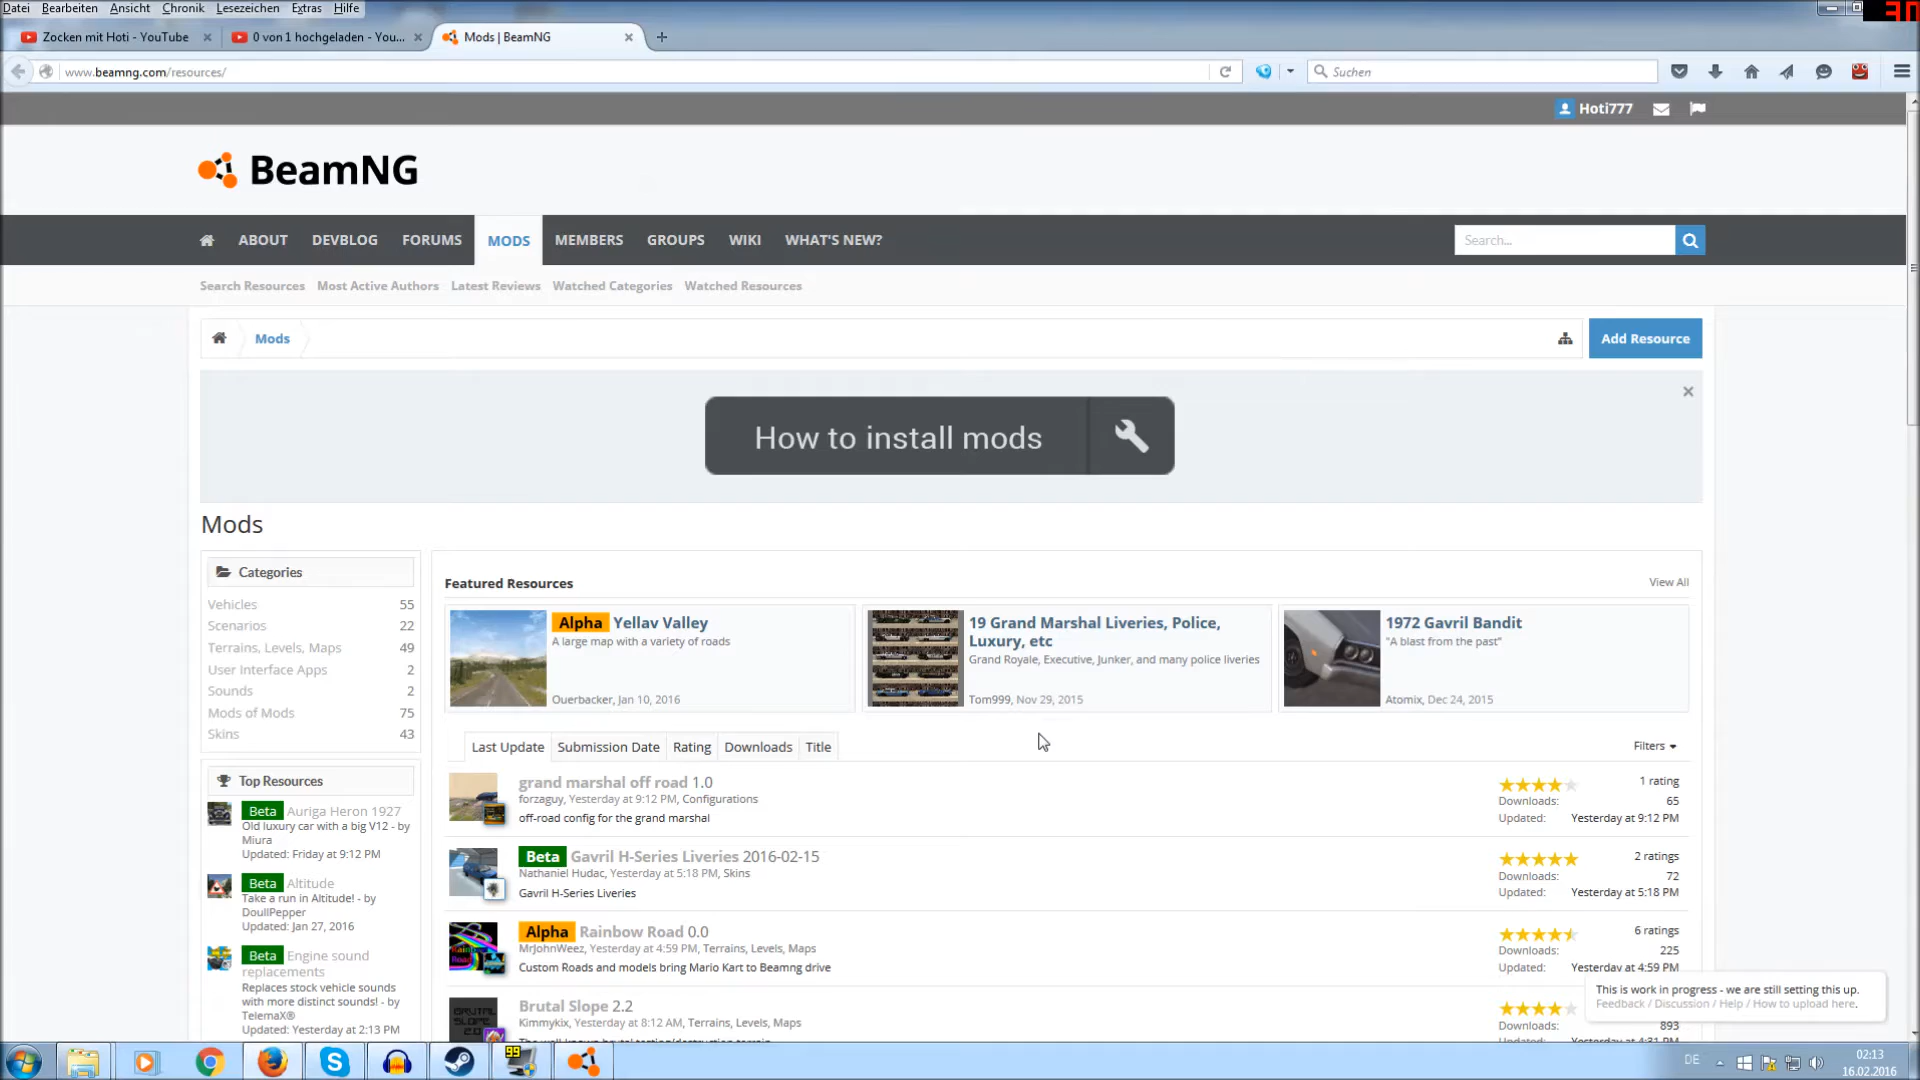 Datei Bearbeiten Ansicht Chronik Lesezeichen Extras Hilfe
30
Zocken mit Hoti - YouTube
0 von 1 hochgeladen - You...
Mods | BeamNG
www.beamng.com/resources/
Suchen
Hoti777
BeamNG
ABOUT DEVBLOG FORUMS MODS MEMBERS GROUPS WIKI WHAT'S NEW?
Search...
Search Resources Most Active Authors Latest Reviews Watched Categories Watched Resources
Mods
Add Resource
How to install mods
Mods
Categories
Vehicles 55
Scenarios 22
Terrains, Levels, Maps 49
User Interface Apps 2
Sounds 2
Mods of Mods 75
Skins 43
Top Resources
Beta Auriga Heron 1927
Old luxury car with a big V12 - by
Miura
Updated: Friday at 9:12 PM
Beta Altitude
Take a run in Altitude! - by
DoullPepper
Updated: Jan 27, 2016
Beta Engine sound
replacements
Replaces stock vehicle sounds
with more distinct sounds! - by
TelemaX®
Updated: Yesterday at 2:13 PM
Featured Resources
View All
Alpha Yellav Valley
A large map with a variety of roads
Ouerbacker, Jan 10, 2016
19 Grand Marshal Liveries, Police,
Luxury, etc
Grand Royale, Executive, Junker, and many police liveries
Tom999, Nov 29, 2015
1972 Gavril Bandit
"A blast from the past"
Atomix, Dec 24, 2015
Last Update Submission Date Rating Downloads Title
Filters
grand marshal off road 1.0
forzaguy, Yesterday at 9:12 PM, Configurations
off-road config for the grand marshal
1 rating
Downloads: 65
Updated: Yesterday at 9:12 PM
Beta Gavril H-Series Liveries 2016-02-15
Nathaniel Hudac, Yesterday at 5:18 PM, Skins
Gavril H-Series Liveries
2 ratings
Downloads: 72
Updated: Yesterday at 5:18 PM
Alpha Rainbow Road 0.0
MrJohnWeez, Yesterday at 4:59 PM, Terrains, Levels, Maps
Custom Roads and models bring Mario Kart to Beamng drive
6 ratings
Downloads: 225
Updated: Yesterday at 4:59 PM
Brutal Slope 2.2
Kimmykix, Yesterday at 8:12 AM, Terrains, Levels, Maps
893
This is work in progress - we are still setting this up.
Feedback / Discussion / Help / How to upload here.
99
DE
02:13
16.02.2016